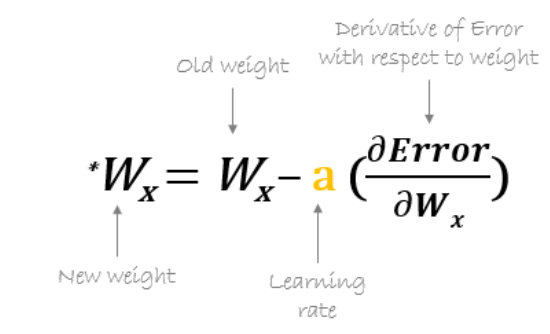 Derivative of Error
with respect to weight
Old weight
*Wx = Wx - a (∂Error/∂Wx)
New weight
Learning
rate